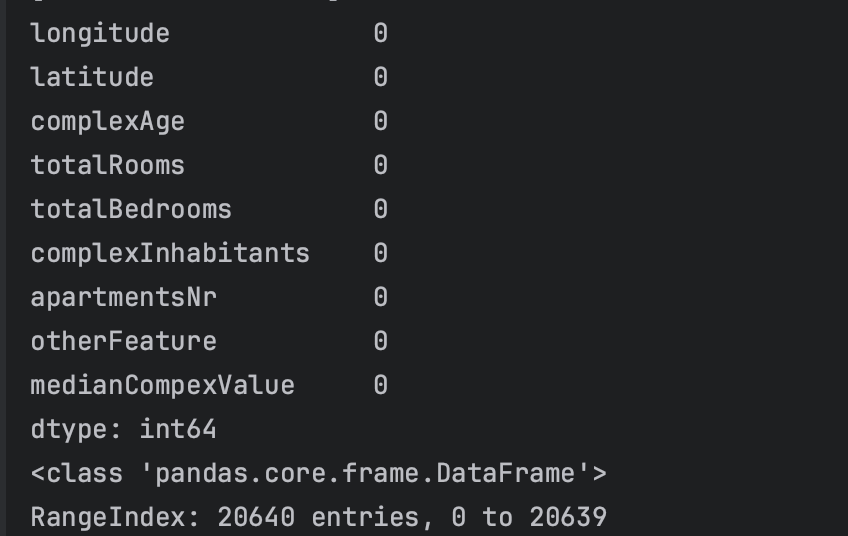 longitude 0
latitude 0
complexAge 0
totalRooms 0
totalBedrooms 0
complexInhabitants 0
apartmentsNr 0
otherFeature 0
medianCompexValue 0
dtype: int64
<class 'pandas.core.frame.DataFrame'>
RangeIndex: 20640 entries, 0 to 20639